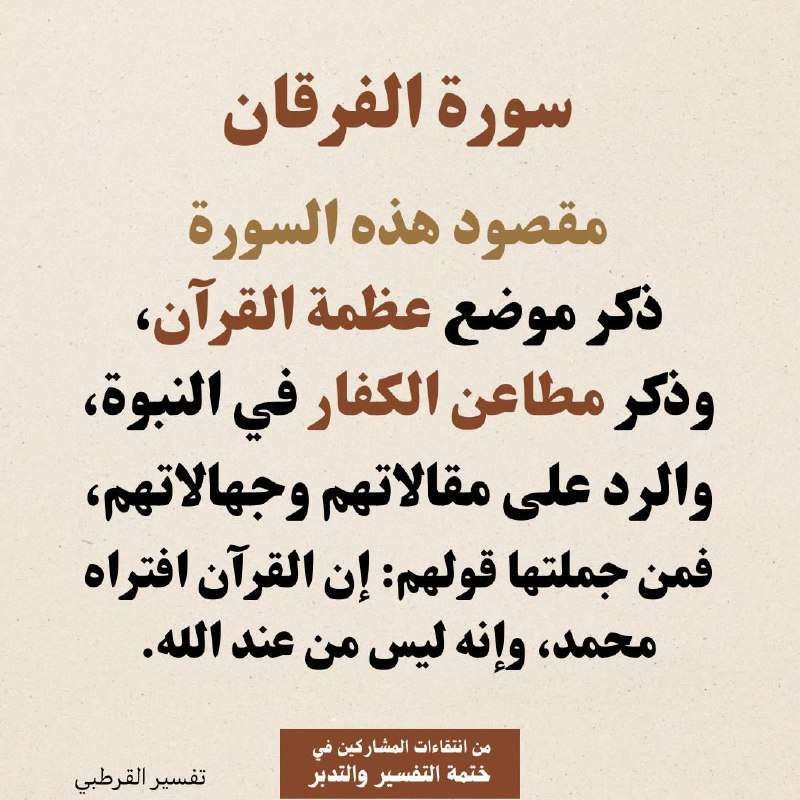 سورة الفرقان
مقصود هذه السورة
ذكر موضع عظمة القرآن،
وذكر مطاعن الكفار في النبوة،
والرد على مقالاتهم وجهالاتهم،
فمن جملتها قولهم: إن القرآن افتراه
محمد، وإنه ليس من عند الله.
من انتقاءات المشاركين في
ختمة التفسير والتدبر
تفسير القرطبي